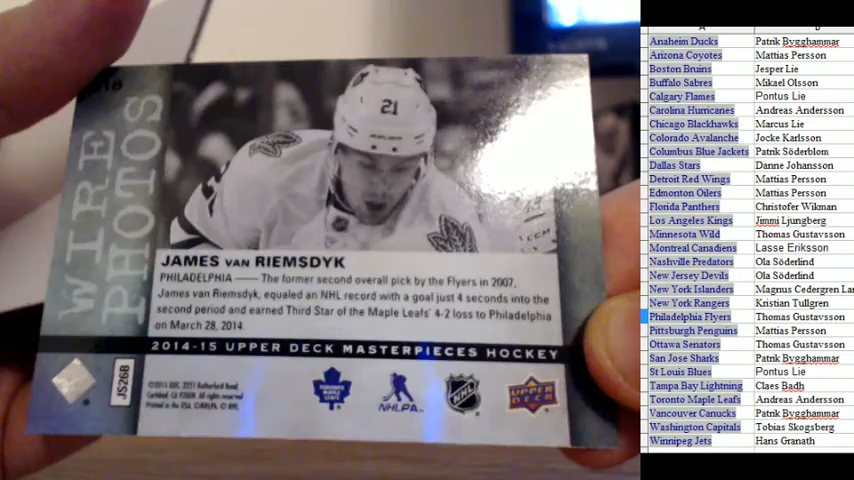 WIRE
PHOTOS
21
JAMES VAN RIEMSDYK
PHILADELPHIA — The former second overall pick by the Flyers in 2007,
James van Riemsdyk, equaled an NHL record with a goal just 4 seconds into the
second period and earned Third Star of the Maple Leafs' 4-2 loss to Philadelphia
on March 28, 2014.
2014-15 UPPER DECK MASTERPIECES HOCKEY
JS26B
TORONTO
MAPLE
LEAFS
NHLPA
NHL
UPPER
DECK
Anaheim Ducks Patrik Bygghammar
Arizona Coyotes Mattias Persson
Boston Bruins Jesper Lie
Buffalo Sabres Mikael Olsson
Calgary Flames Pontus Lie
Carolina Hurricanes Andreas Andersson
Chicago Blackhawks Marcus Lie
Colorado Avalanche Jocke Karlsson
Columbus Blue Jackets Patrik Söderblom
Dallas Stars Danne Johansson
Detroit Red Wings Mattias Persson
Edmonton Oilers Mattias Persson
Florida Panthers Christofer Wikman
Los Angeles Kings Jimmi Ljungberg
Minnesota Wild Thomas Gustavsson
Montreal Canadiens Lasse Eriksson
Nashville Predators Ola Söderlind
New Jersey Devils Ola Söderlind
New York Islanders Magnus Cedergren
New York Rangers Kristian Tullgren
Philadelphia Flyers Thomas Gustavsson
Pittsburgh Penguins Mattias Persson
Ottawa Senators Thomas Gustavsson
San Jose Sharks Patrik Bygghammar
St Louis Blues Pontus Lie
Tampa Bay Lightning Claes Badh
Toronto Maple Leafs Andreas Andersson
Vancouver Canucks Patrik Bygghammar
Washington Capitals Tobias Skogsberg
Winnipeg Jets Hans Granath